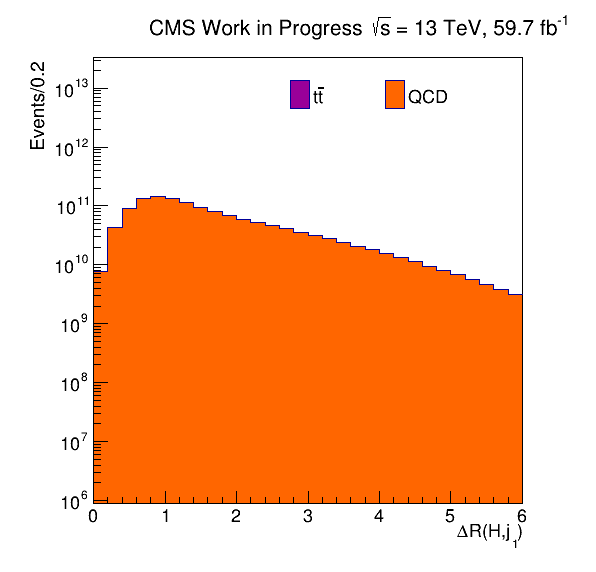 CMS Work in Progress √s = 13 TeV, 59.7 fb⁻¹
Events/0.2
tt̄
QCD
10¹³
10¹²
10¹¹
10¹⁰
10⁹
10⁸
10⁷
10⁶
0 1 2 3 4 5 6
ΔR(H,j₁)